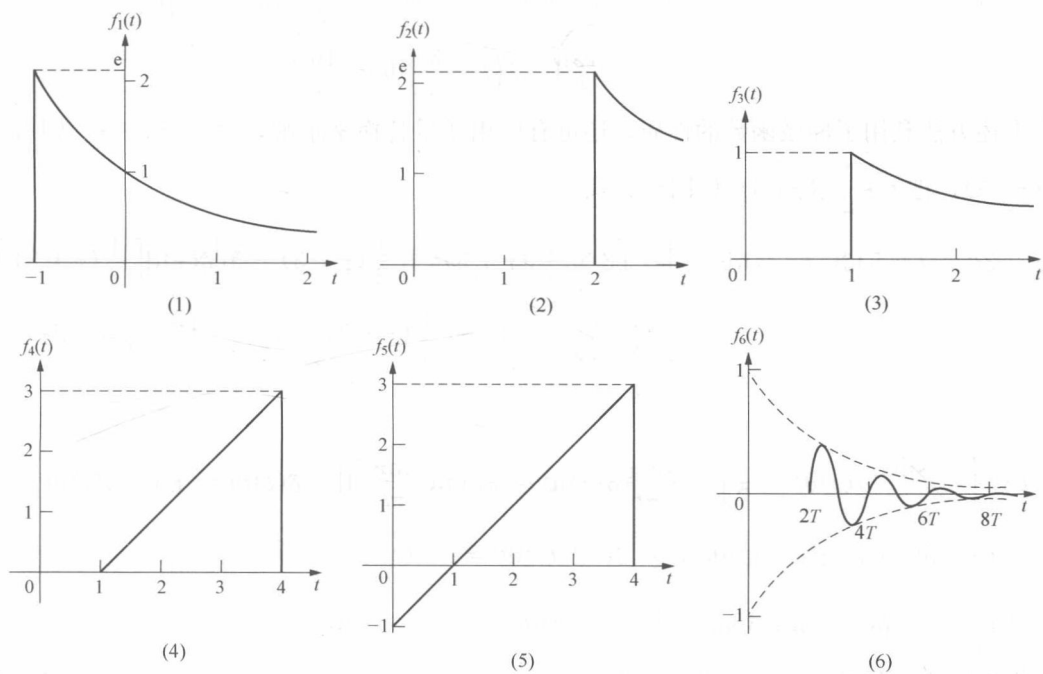 f₁(t)
e
2
1
−1 0 1 2 t
(1)
f₂(t)
e
2
1
0 1 2 t
(2)
f₃(t)
1
0 1 2 t
(3)
f₄(t)
3
2
1
0 1 2 3 4 t
(4)
f₅(t)
3
2
1
0 1 2 3 4 t
−1
(5)
f₆(t)
1
0 2T 4T 6T 8T t
−1
(6)